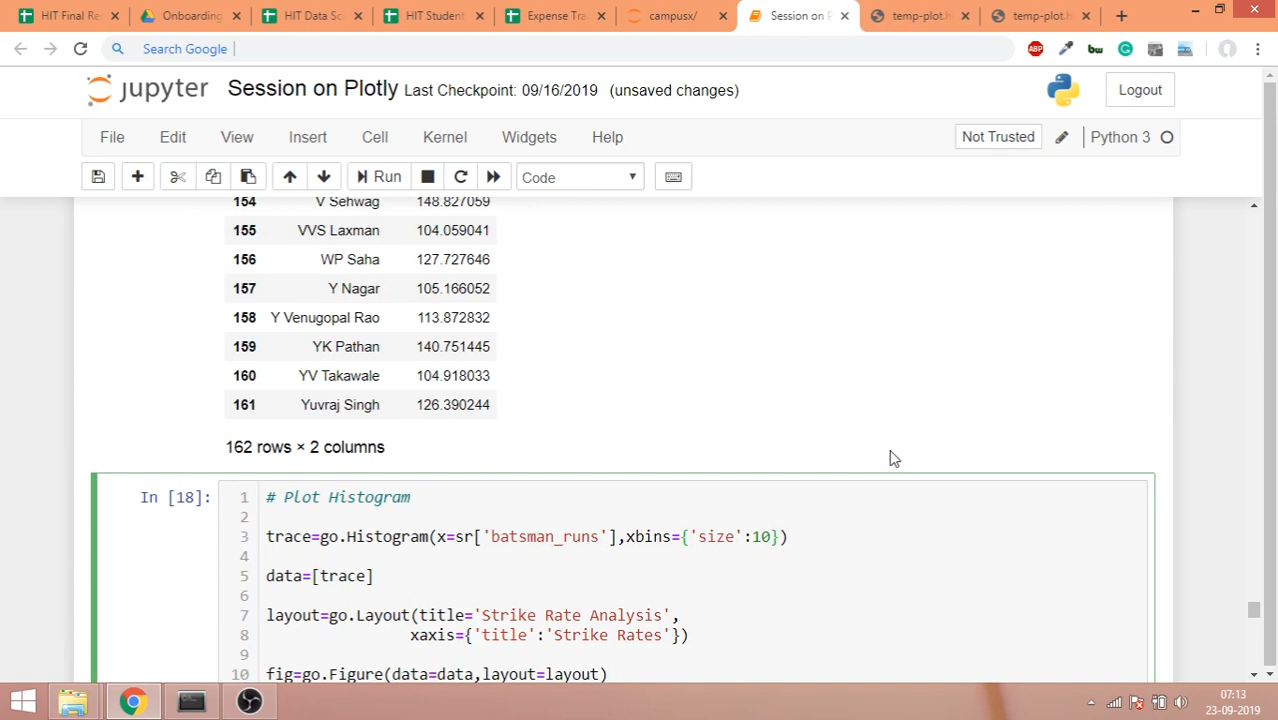 HIT Final Re
Onboarding
HIT Data Sc
HIT Student
Expense Tra
campusx/
Session on P
temp-plot.h
temp-plot.h
Search Google
ABP
bw
jupyter
Session on Plotly Last Checkpoint: 09/16/2019 (unsaved changes)
Logout
File Edit View Insert Cell Kernel Widgets Help
Not Trusted
Python 3
Run
Code
154 V Sehwag 148.827059
155 VVS Laxman 104.059041
156 WP Saha 127.727646
157 Y Nagar 105.166052
158 Y Venugopal Rao 113.872832
159 YK Pathan 140.751445
160 YV Takawale 104.918033
161 Yuvraj Singh 126.390244
162 rows × 2 columns
In [18]:
1 # Plot Histogram
2
3 trace=go.Histogram(x=sr['batsman_runs'],xbins={'size':10})
4
5 data=[trace]
6
7 layout=go.Layout(title='Strike Rate Analysis',
8 xaxis={'title':'Strike Rates'})
9
10 fig=go.Figure(data=data,layout=layout)
07:13
23-09-2019